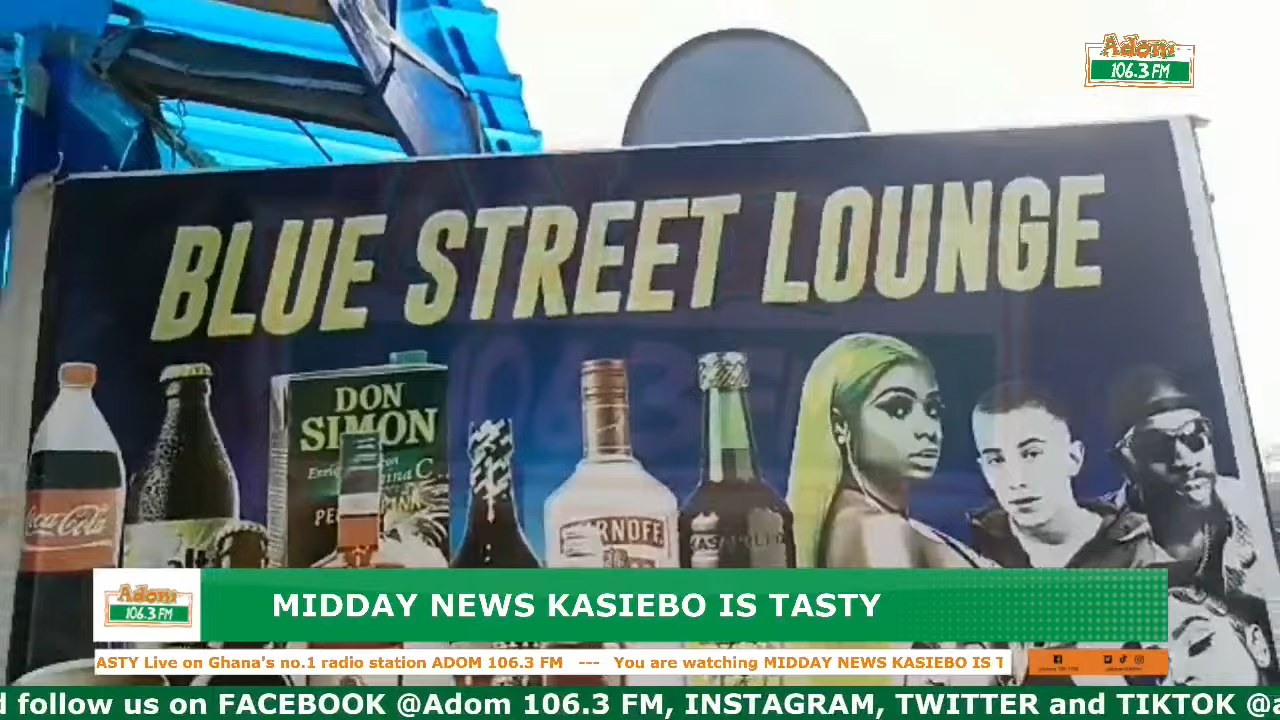 Adom
106.3 FM
BLUE STREET LOUNGE
DON
SIMON
Coca-Cola
Adom
106.3 FM
MIDDAY NEWS KASIEBO IS TASTY
ASTY Live on Ghana's no.1 radio station ADOM 106.3 FM --- You are watching MIDDAY NEWS KASIEBO IS T
d follow us on FACEBOOK @Adom 106.3 FM, INSTAGRAM, TWITTER and TIKTOK @a